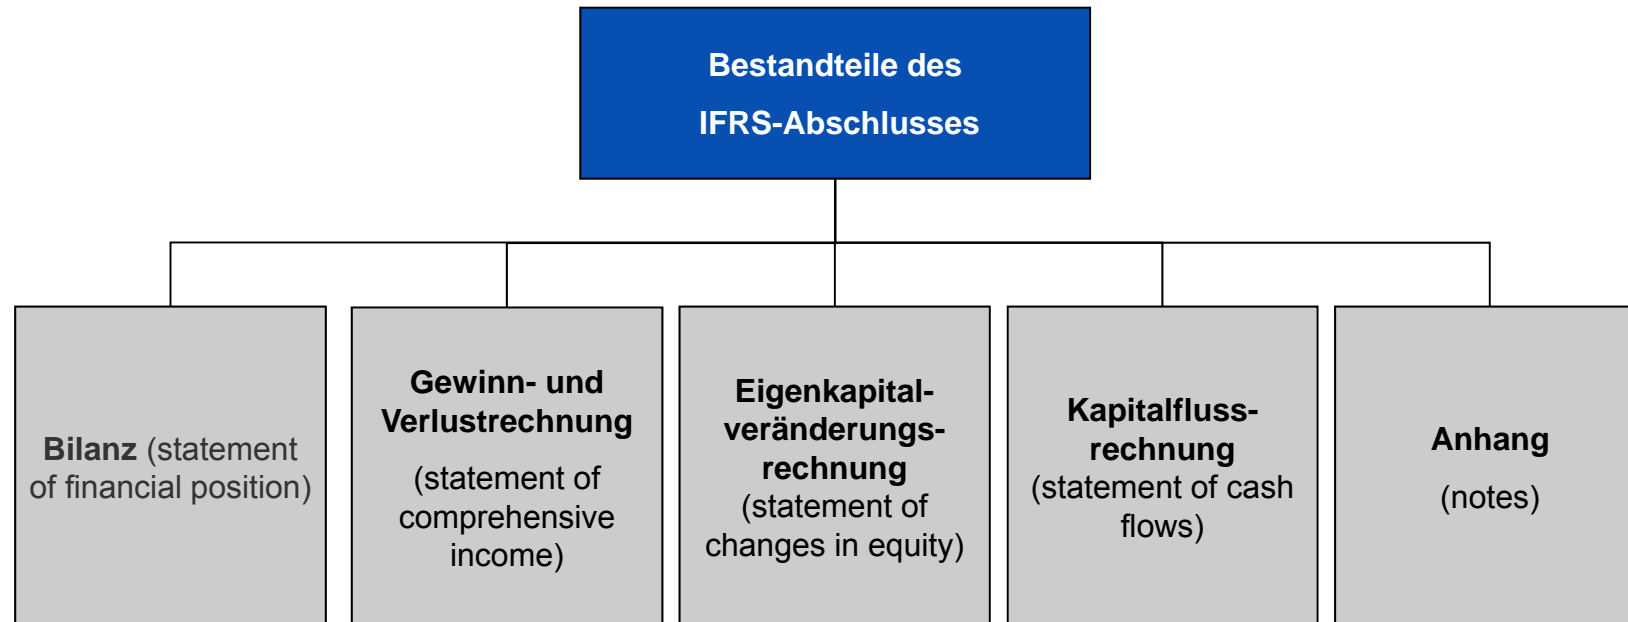 Bestandteile des
IFRS-Abschlusses
Bilanz (statement
of financial position)
Gewinn- und
Verlustrechnung
(statement of
comprehensive
income)
Eigenkapital-
veränderungs-
rechnung
(statement of
changes in equity)
Kapitalfluss-
rechnung
(statement of cash
flows)
Anhang
(notes)